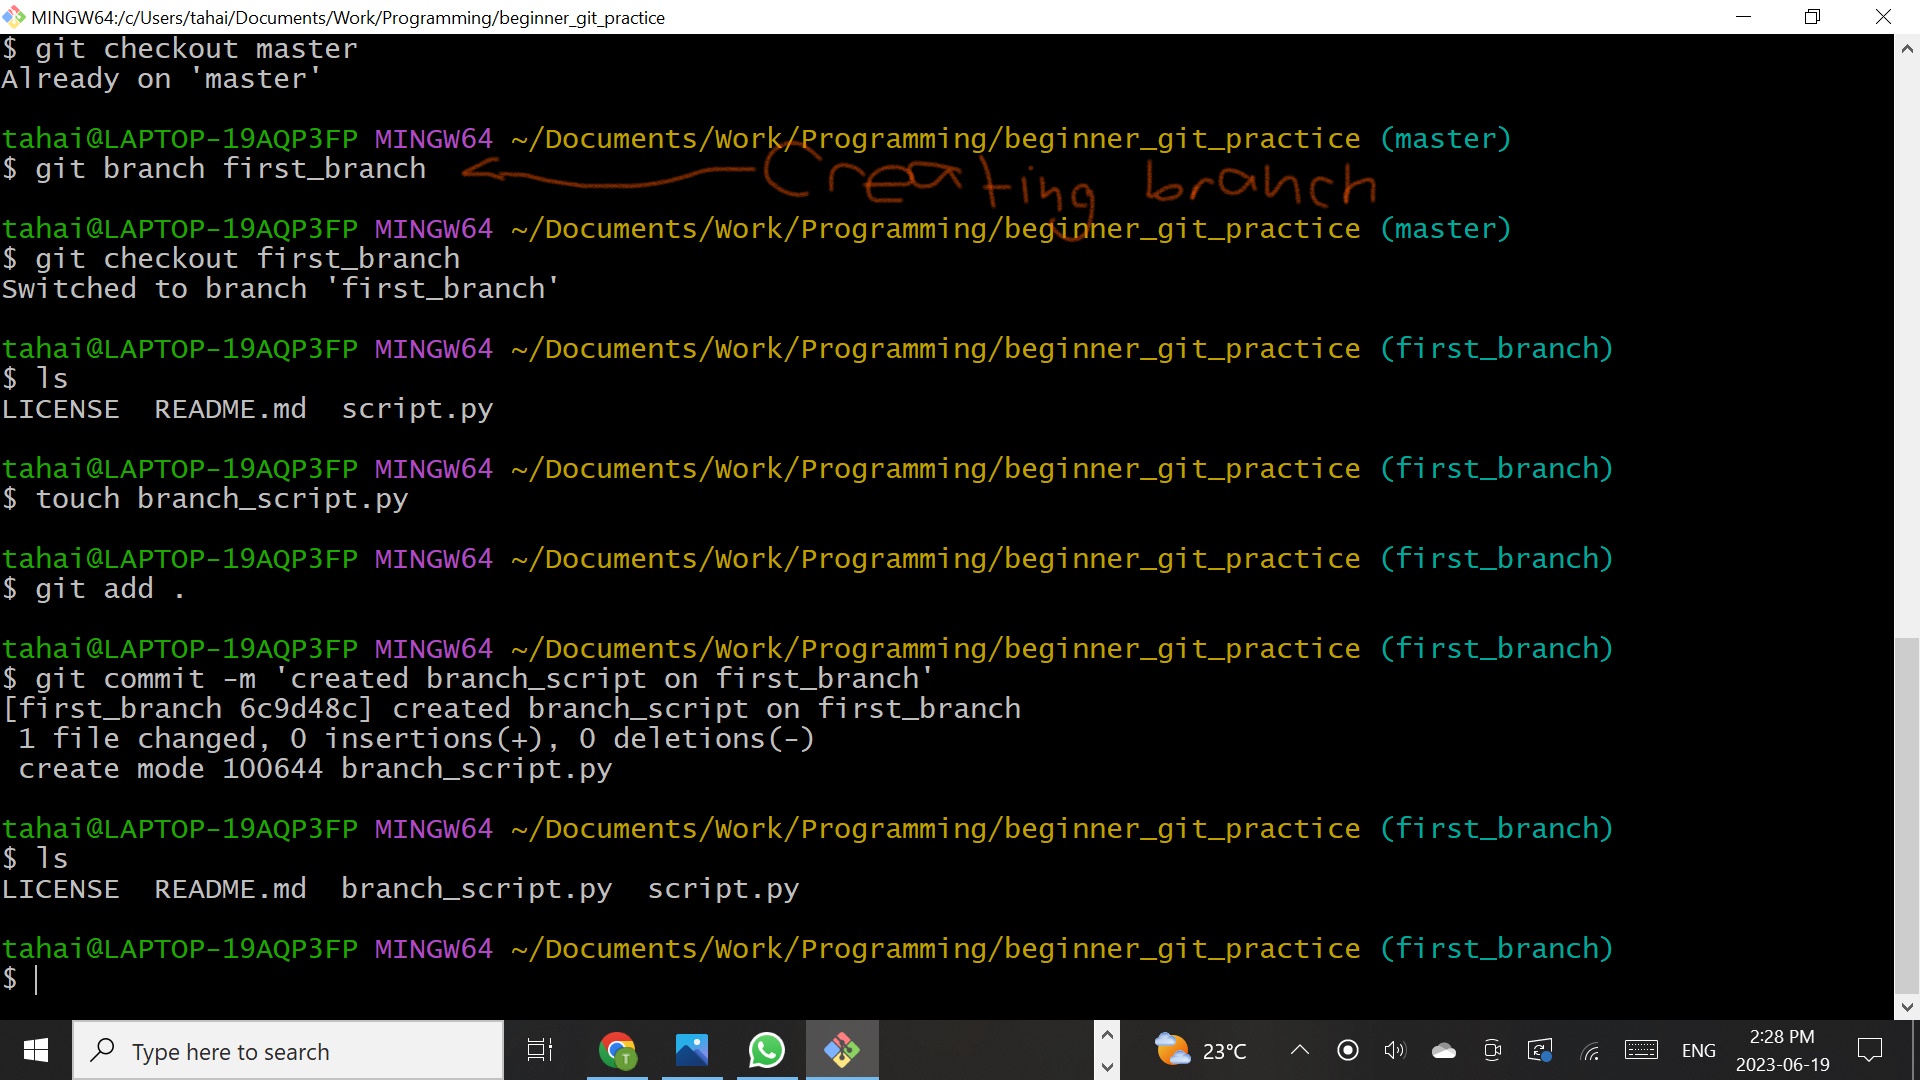 MINGW64:/c/Users/tahai/Documents/Work/Programming/beginner_git_practice
$ git checkout master
Already on 'master'
tahai@LAPTOP-19AQP3FP MINGW64 ~/Documents/Work/Programming/beginner_git_practice (master)
$ git branch first_branch
Creating branch
tahai@LAPTOP-19AQP3FP MINGW64 ~/Documents/Work/Programming/beginner_git_practice (master)
$ git checkout first_branch
Switched to branch 'first_branch'
tahai@LAPTOP-19AQP3FP MINGW64 ~/Documents/Work/Programming/beginner_git_practice (first_branch)
$ ls
LICENSE  README.md  script.py
tahai@LAPTOP-19AQP3FP MINGW64 ~/Documents/Work/Programming/beginner_git_practice (first_branch)
$ touch branch_script.py
tahai@LAPTOP-19AQP3FP MINGW64 ~/Documents/Work/Programming/beginner_git_practice (first_branch)
$ git add .
tahai@LAPTOP-19AQP3FP MINGW64 ~/Documents/Work/Programming/beginner_git_practice (first_branch)
$ git commit -m 'created branch_script on first_branch'
[first_branch 6c9d48c] created branch_script on first_branch
 1 file changed, 0 insertions(+), 0 deletions(-)
 create mode 100644 branch_script.py
tahai@LAPTOP-19AQP3FP MINGW64 ~/Documents/Work/Programming/beginner_git_practice (first_branch)
$ ls
LICENSE  README.md  branch_script.py  script.py
tahai@LAPTOP-19AQP3FP MINGW64 ~/Documents/Work/Programming/beginner_git_practice (first_branch)
$
Type here to search
T
23°C
ENG
2:28 PM
2023-06-19